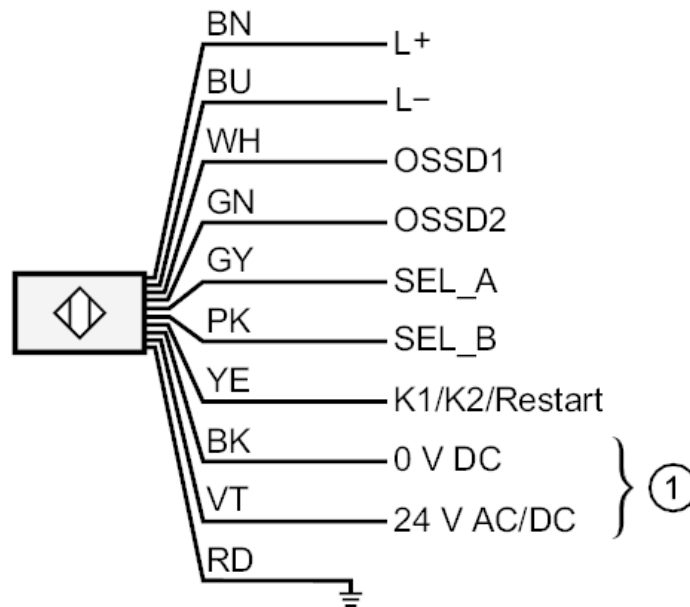 BN L+
BU L−
WH OSSD1
GN OSSD2
GY SEL_A
PK SEL_B
YE K1/K2/Restart
BK 0 V DC
VT 24 V AC/DC
1
RD